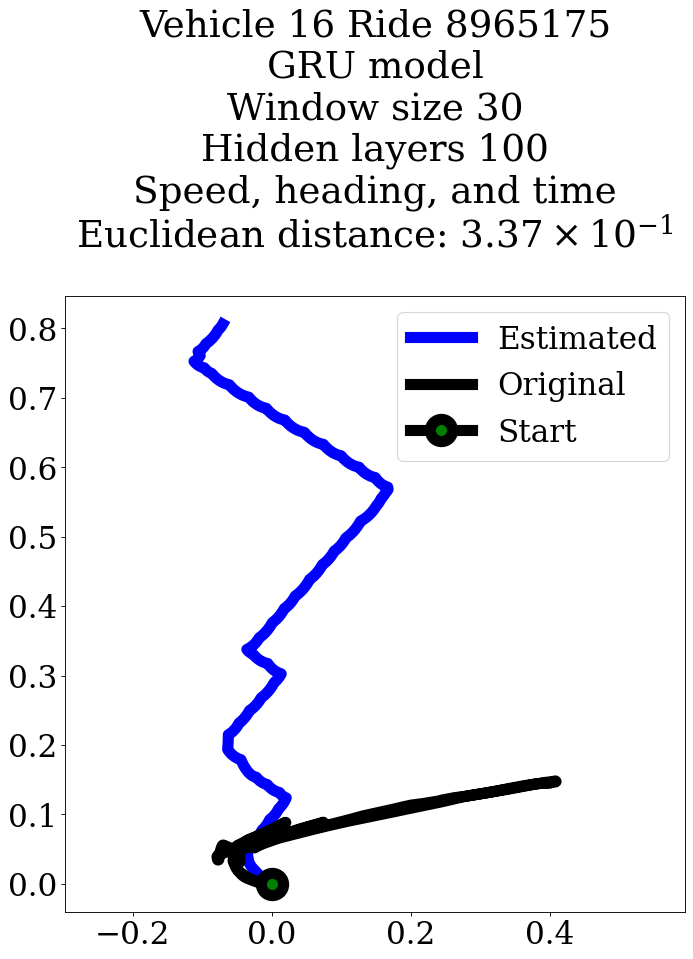 Vehicle 16 Ride 8965175
GRU model
Window size 30
Hidden layers 100
Speed, heading, and time
Euclidean distance: 3.37 × 10⁻¹
Estimated
Original
Start
0.8
0.7
0.6
0.5
0.4
0.3
0.2
0.1
0.0
−0.2 0.0 0.2 0.4